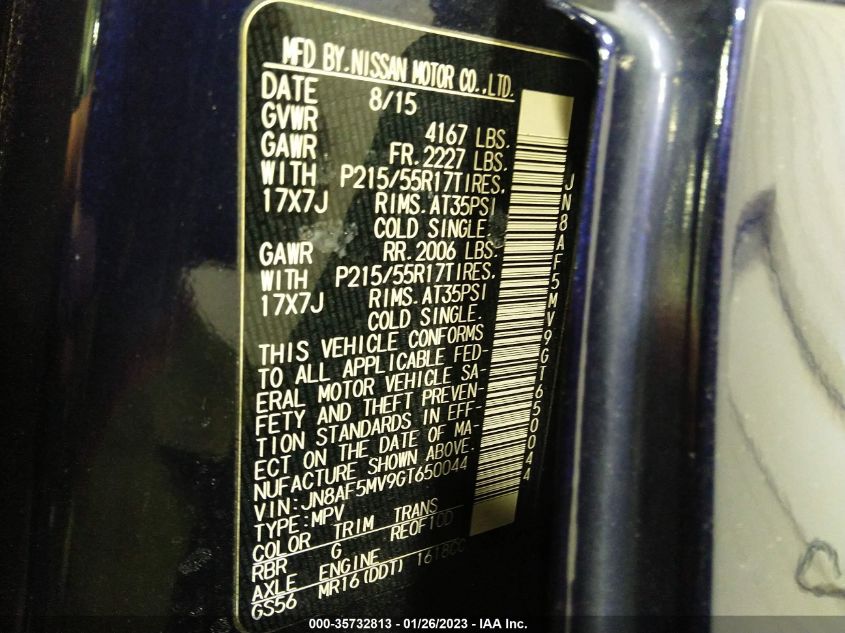 MFD BY.NISSAN MOTOR CO.,LTD.
DATE 8/15
GVWR 4167 LBS.
GAWR FR. 2227 LBS.
WITH P215/55R17TIRES,
17X7J RIMS.AT35PSI
COLD SINGLE.
GAWR RR. 2006 LBS.
WITH P215/55R17TIRES,
17X7J RIMS.AT35PSI
COLD SINGLE.
THIS VEHICLE CONFORMS
TO ALL APPLICABLE FED-
ERAL MOTOR VEHICLE SA-
FETY AND THEFT PREVEN-
TION STANDARDS IN EFF-
ECT ON THE DATE OF MA-
NUFACTURE SHOWN ABOVE.
VIN:JN8AF5MV9GT650044
TYPE:MPV
COLOR TRIM TRANS
RBR G RE0F10D
AXLE ENGINE
GS56 MR16(DDT) 1618CC
JN8AF5MV9GT650044
000-35732813 - 01/26/2023 - IAA Inc.